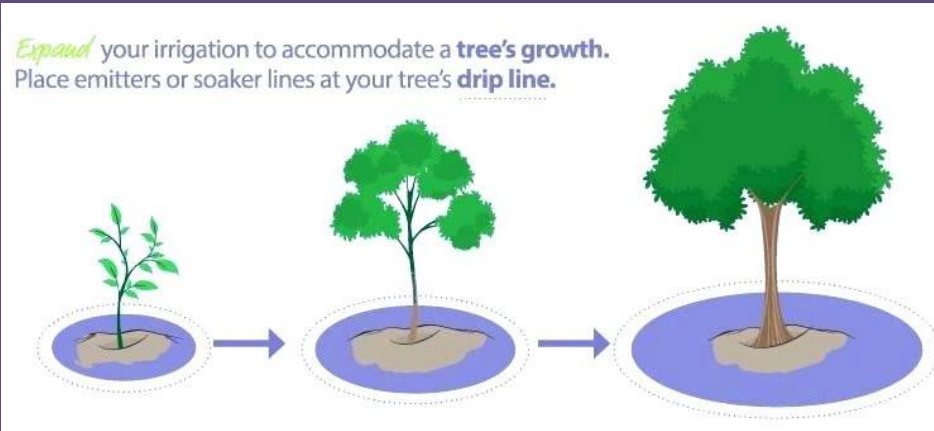 Expand your irrigation to accommodate a tree's growth.
Place emitters or soaker lines at your tree's drip line.